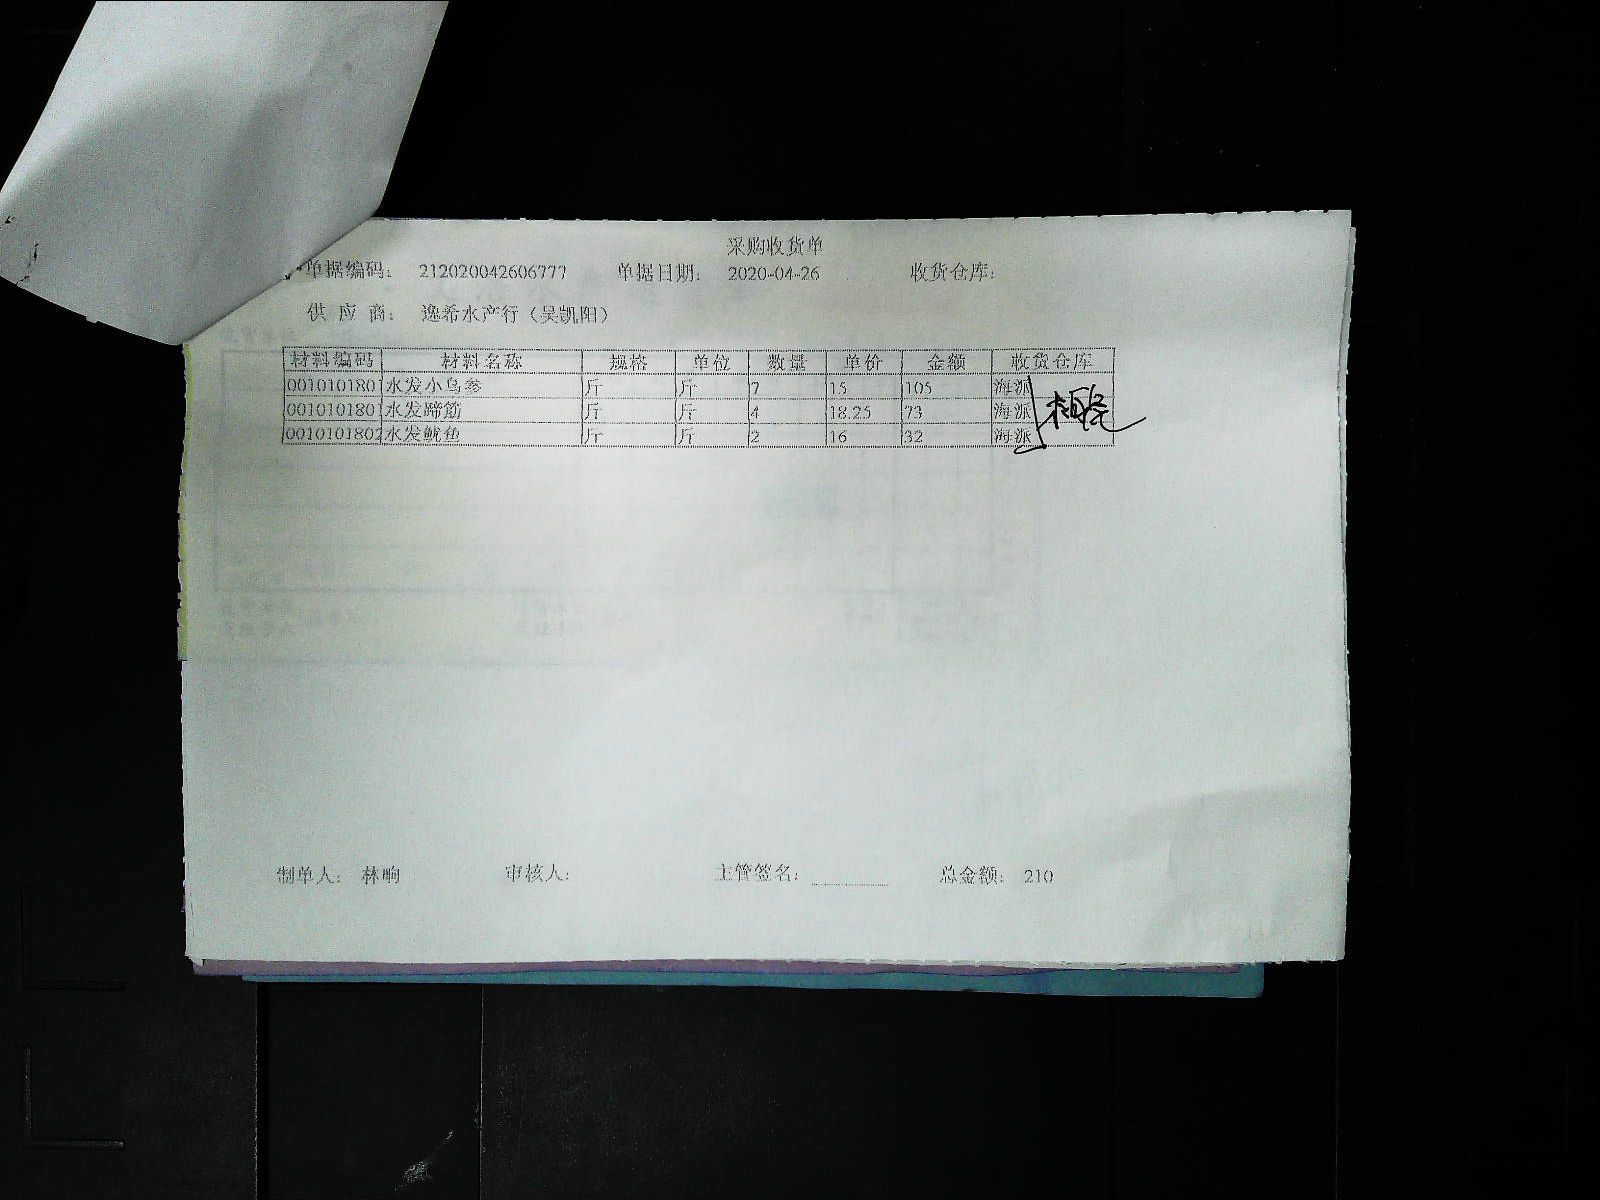 采购收货单
单据编码： 212020042606777 单据日期： 2020-04-26 收货仓库：
供 应 商： 逸希水产行（吴凯阳）
材料编码 材料名称 规格 单位 数量 单价 金额 收货仓库
0010101801 水发小乌参 斤 斤 7 15 105 海派
0010101801 水发蹄筋 斤 斤 4 18.25 73 海派
0010101802 水发鱿鱼 斤 斤 2 16 32 海派
制单人： 林晌 审核人： 主管签名： 总金额： 210